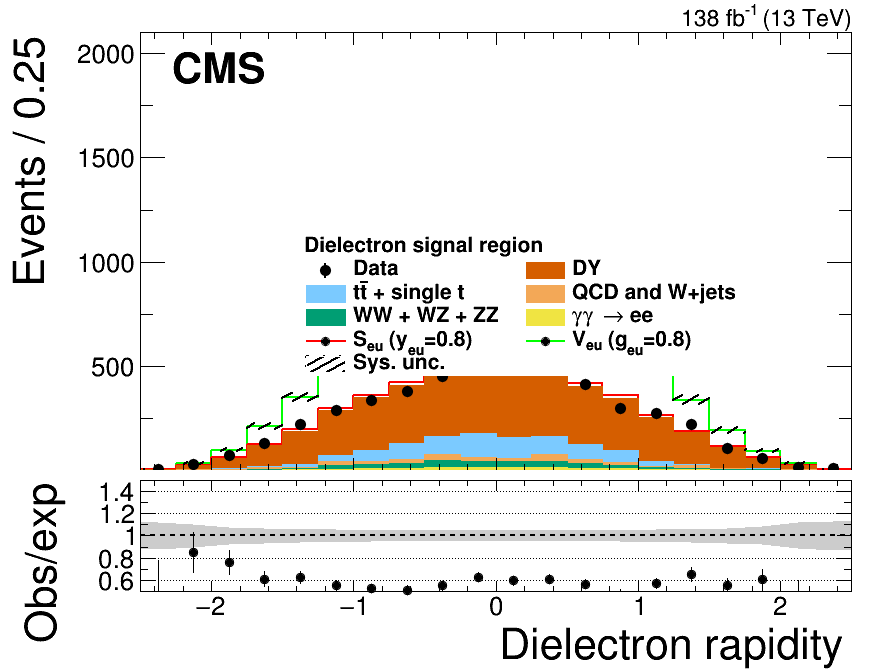 138 fb⁻¹ (13 TeV)
CMS
Events / 0.25
2000
1500
1000
500
Dielectron signal region
Data
DY
tt̄ + single t
QCD and W+jets
WW + WZ + ZZ
γγ → ee
S_eu (y_eu=0.8)
V_eu (g_eu=0.8)
Sys. unc.
Obs/exp
1.4
1.2
1
0.8
0.6
−2 −1 0 1 2
Dielectron rapidity